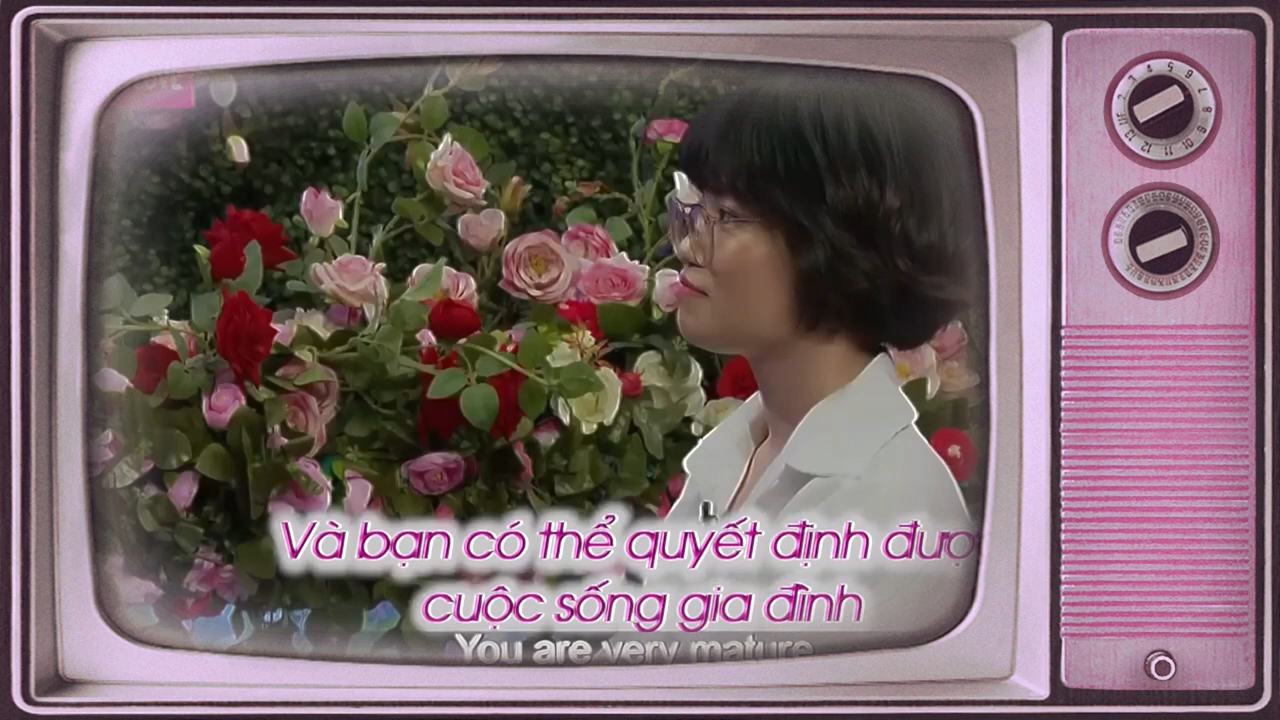 Và bạn có thể quyết định đượ
cuộc sống gia đình
You are very mature